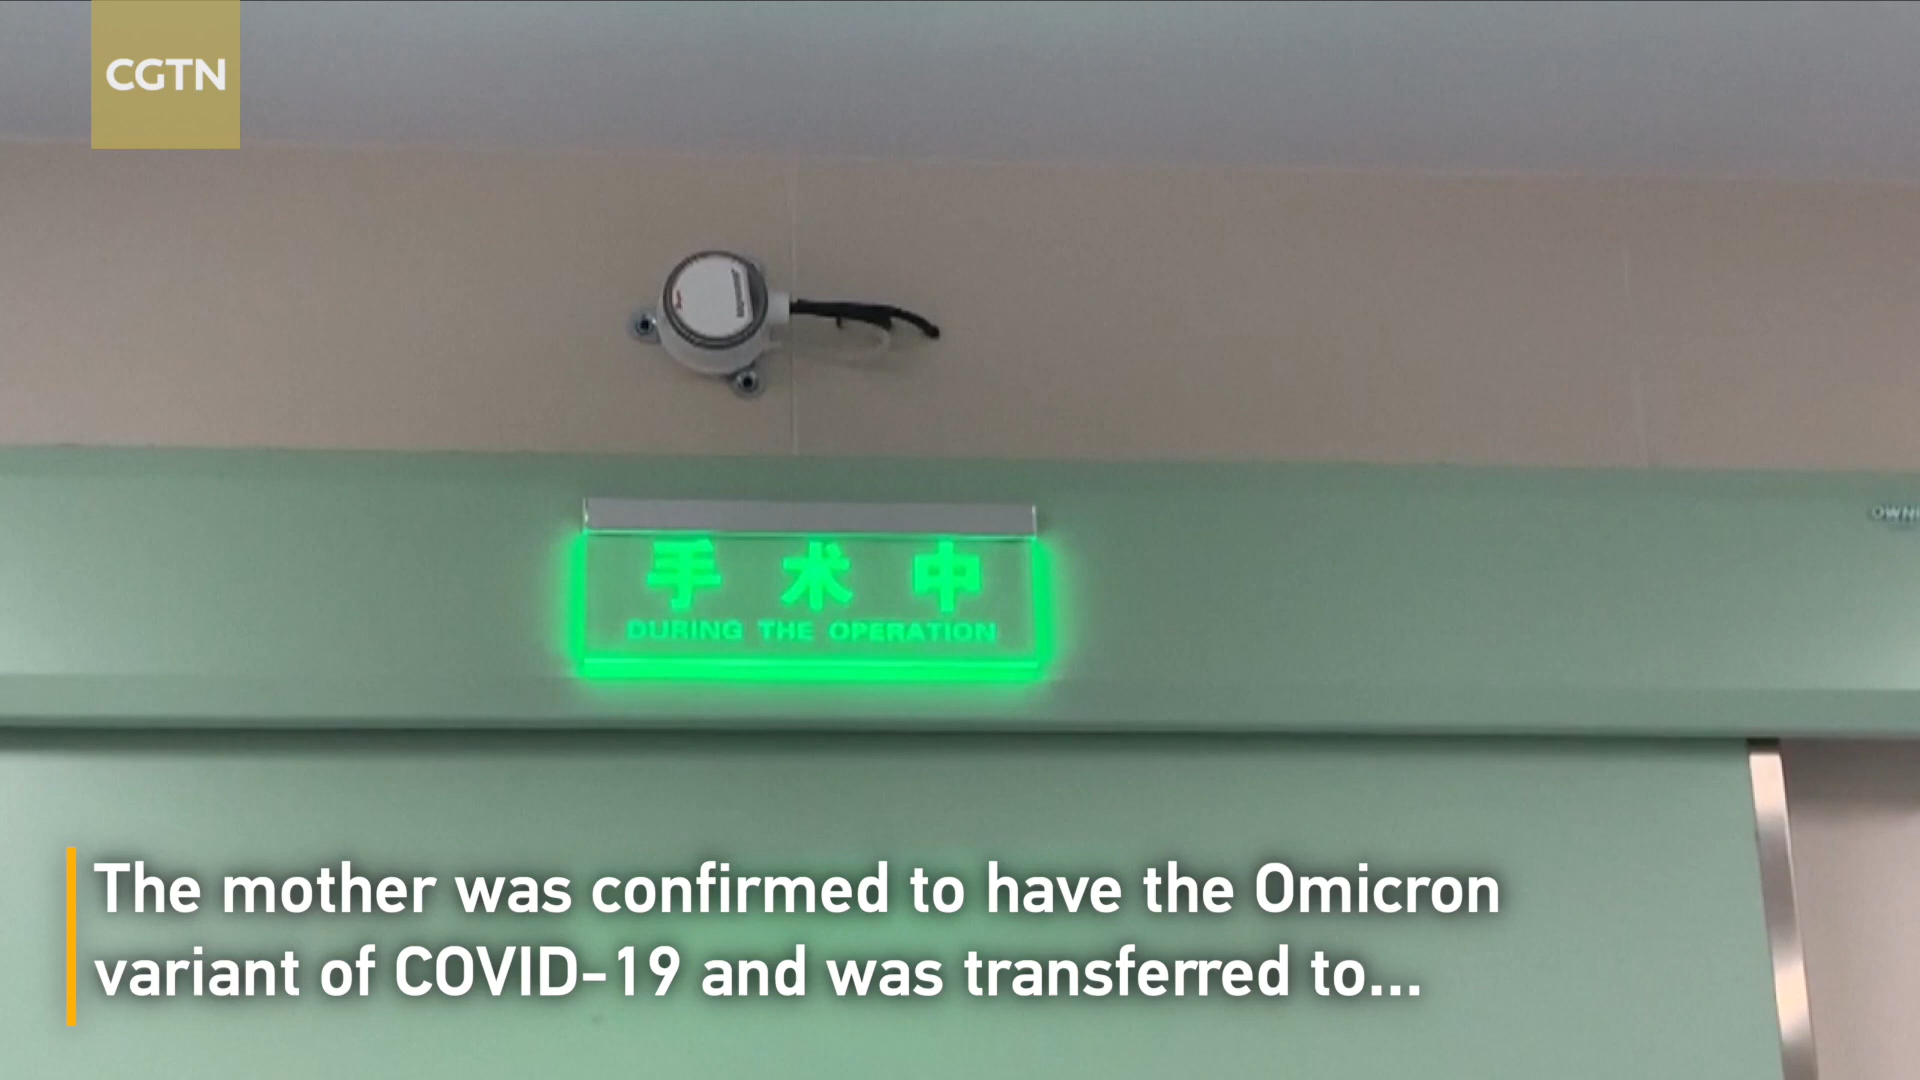 CGTN
手术中
DURING THE OPERATION
OWN
The mother was confirmed to have the Omicron
variant of COVID-19 and was transferred to...